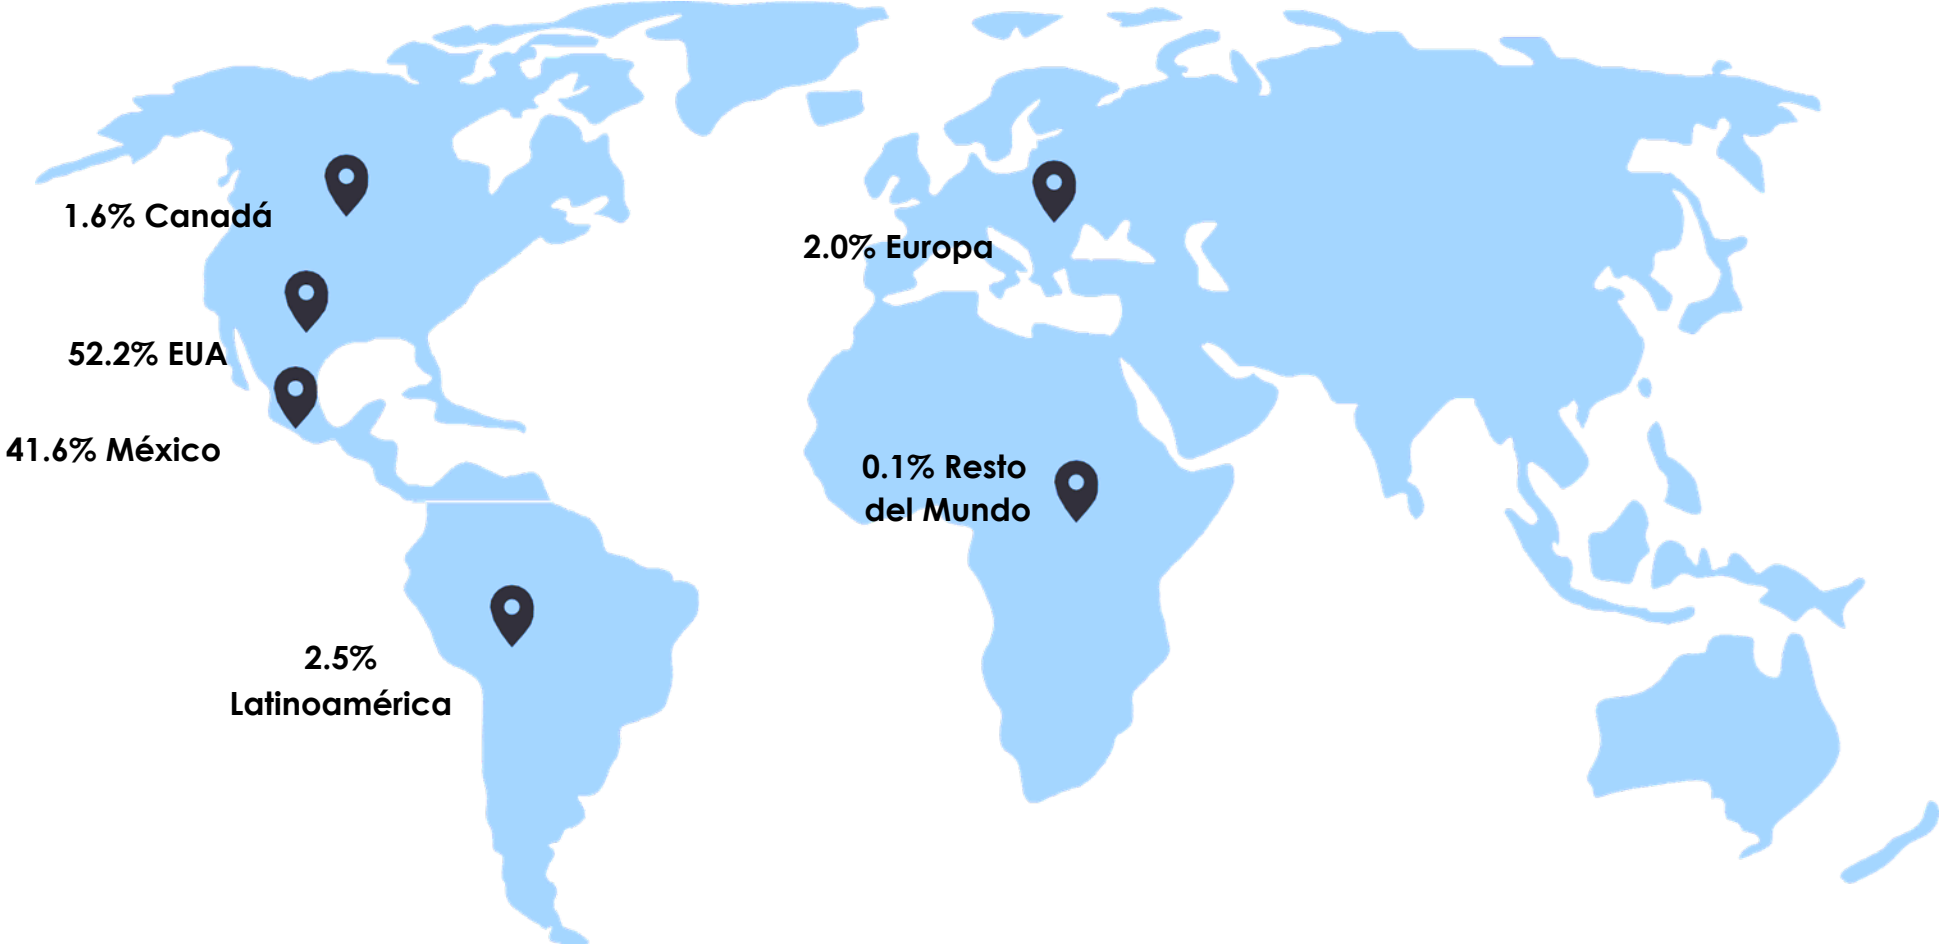 1.6% Canadá
2.0% Europa
52.2% EUA
41.6% México
0.1% Resto
del Mundo
2.5%
Latinoamérica